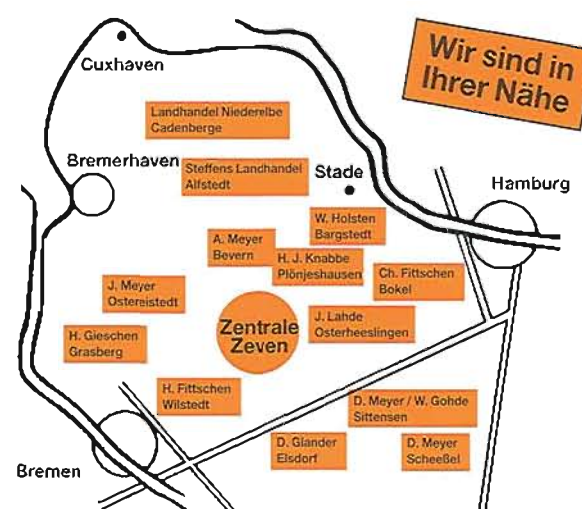 Wir sind in
Ihrer Nähe
Cuxhaven
Landhandel Niederelbe
Cadenberge
Bremerhaven
Steffens Landhandel
Alfstedt
Stade
Hamburg
W. Holsten
Bargstedt
A. Meyer
Bevern
H. J. Knabbe
Plönjeshausen
Ch. Fittschen
Bokel
J. Meyer
Ostereistedt
Zentrale
Zeven
J. Lahde
Osterheeslingen
H. Gieschen
Grasberg
H. Fittschen
Wilstedt
D. Meyer / W. Gohde
Sittensen
D. Glander
Elsdorf
D. Meyer
Scheeßel
Bremen